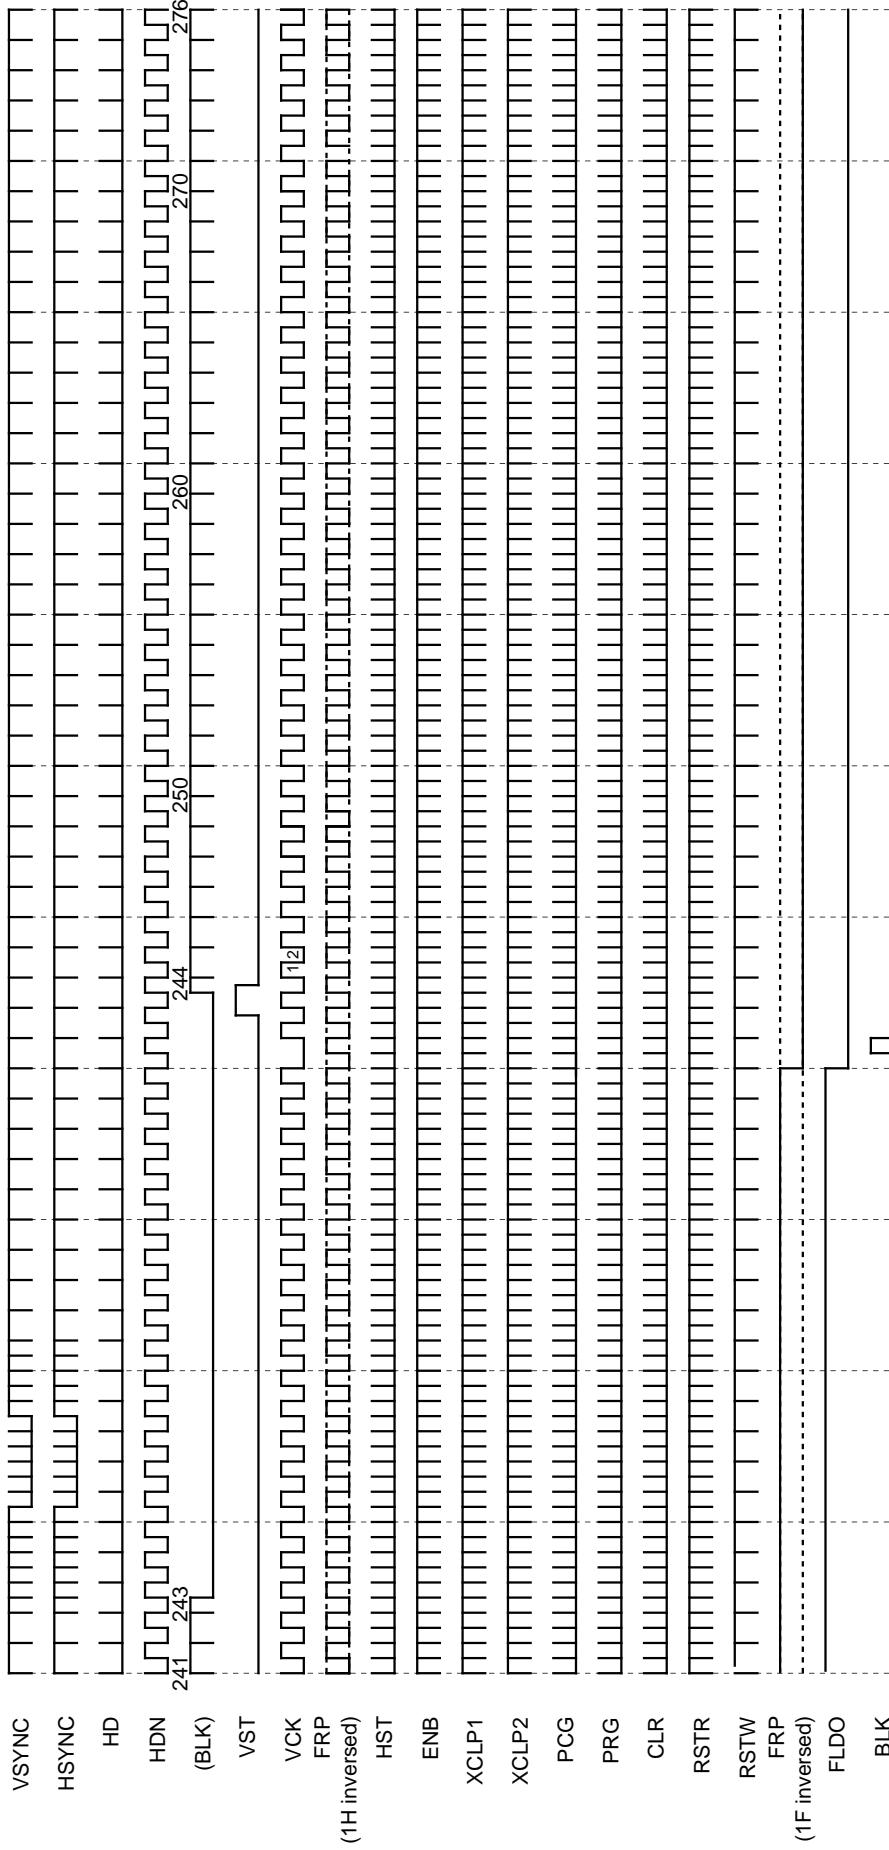 VSYNC
HSYNC
HD
HDN
241 243 244 250 260 270 276
(BLK)
VST
VCK
1 2
FRP
(1H inversed)
HST
ENB
XCLP1
XCLP2
PCG
PRG
CLR
RSTR
RSTW
FRP
(1F inversed)
FLDO
BLK